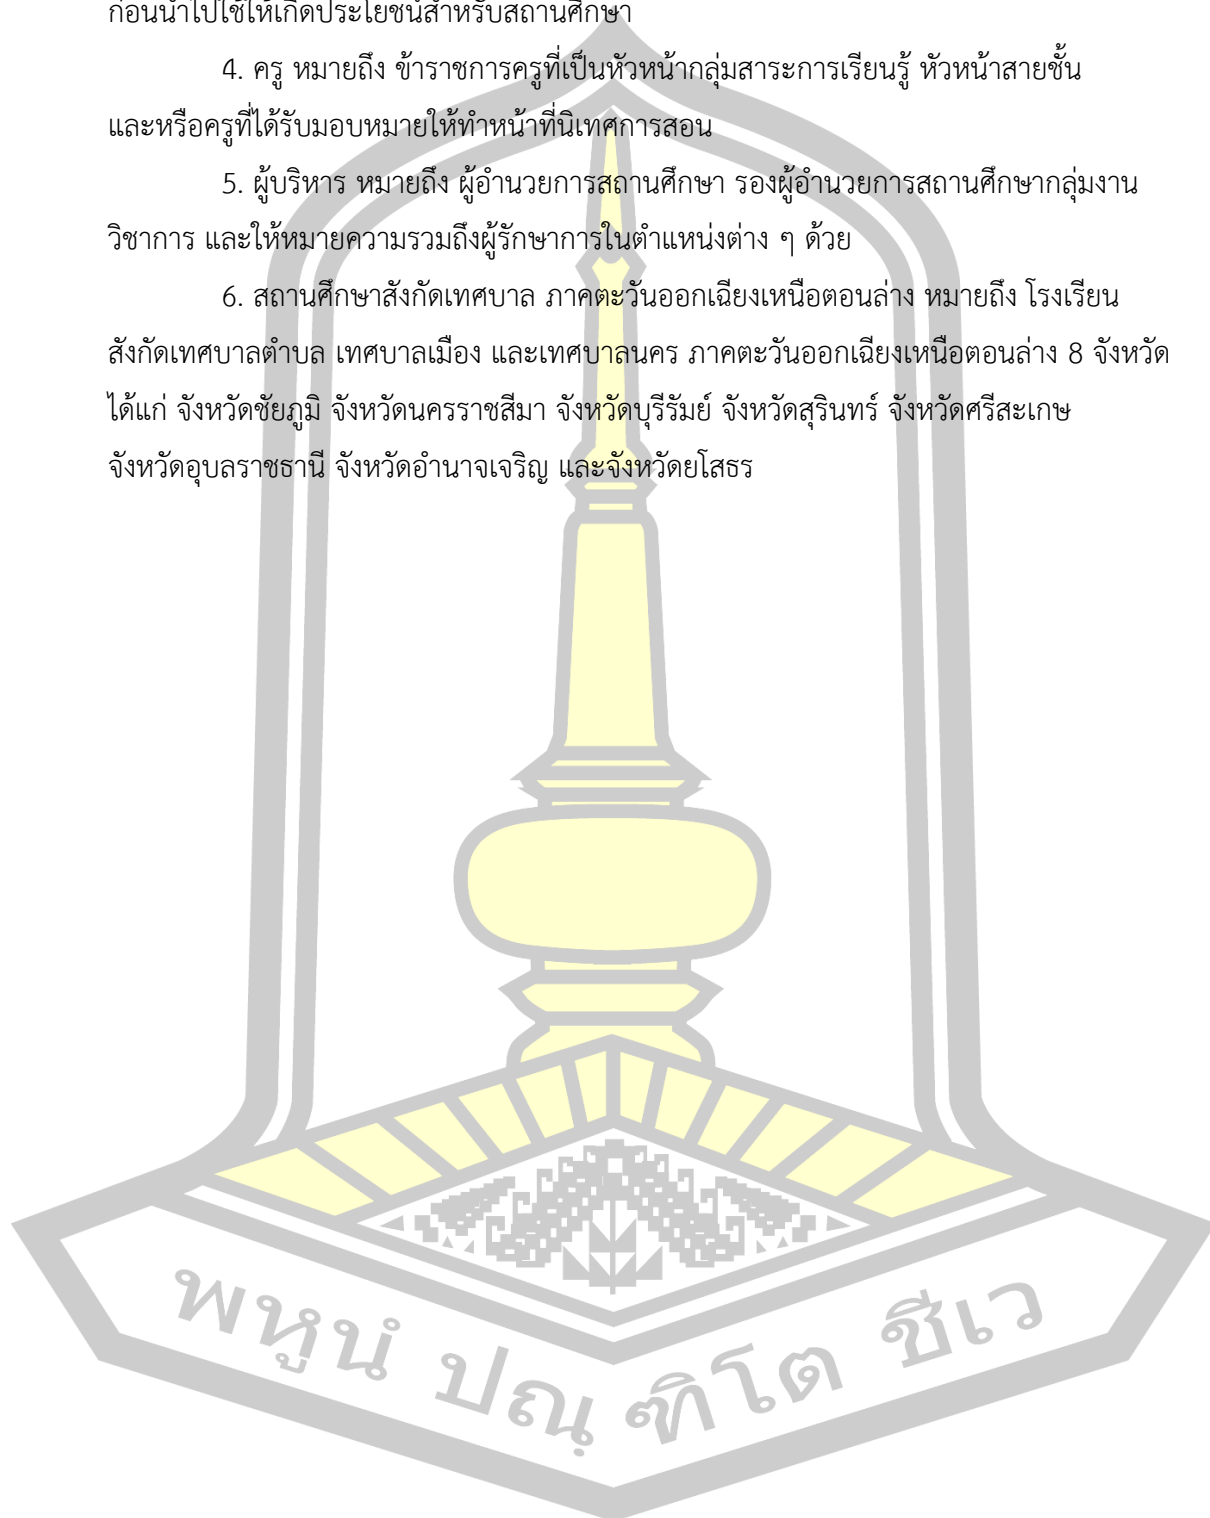 ก่อนนำไปใช้ให้เกิดประโยชน์สำหรับสถานศึกษา
4. ครู หมายถึง ข้าราชการครูที่เป็นหัวหน้ากลุ่มสาระการเรียนรู้ หัวหน้าสายชั้น
และหรือครูที่ได้รับมอบหมายให้ทำหน้าที่นิเทศการสอน
5. ผู้บริหาร หมายถึง ผู้อำนวยการสถานศึกษา รองผู้อำนวยการสถานศึกษากลุ่มงาน
วิชาการ และให้หมายความรวมถึงผู้รักษาการในตำแหน่งต่าง ๆ ด้วย
6. สถานศึกษาสังกัดเทศบาล ภาคตะวันออกเฉียงเหนือตอนล่าง หมายถึง โรงเรียน
สังกัดเทศบาลตำบล เทศบาลเมือง และเทศบาลนคร ภาคตะวันออกเฉียงเหนือตอนล่าง 8 จังหวัด
ได้แก่ จังหวัดชัยภูมิ จังหวัดนครราชสีมา จังหวัดบุรีรัมย์ จังหวัดสุรินทร์ จังหวัดศรีสะเกษ
จังหวัดอุบลราชธานี จังหวัดอำนาจเจริญ และจังหวัดยโสธร
พหูนํ ปณฺฑิโต ชีเว